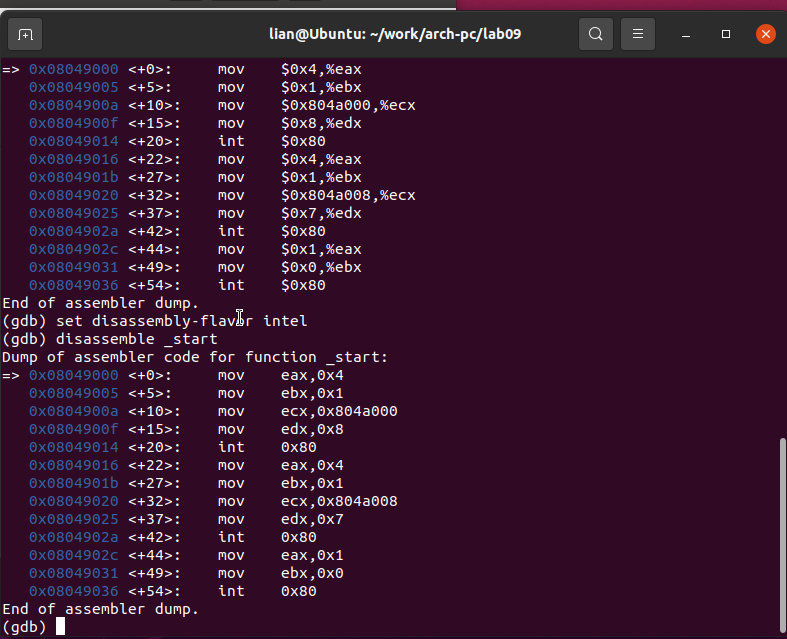 lian@Ubuntu: ~/work/arch-pc/lab09
=> 0x08049000 <+0>:     mov    $0x4,%eax
   0x08049005 <+5>:     mov    $0x1,%ebx
   0x0804900a <+10>:    mov    $0x804a000,%ecx
   0x0804900f <+15>:    mov    $0x8,%edx
   0x08049014 <+20>:    int    $0x80
   0x08049016 <+22>:    mov    $0x4,%eax
   0x0804901b <+27>:    mov    $0x1,%ebx
   0x08049020 <+32>:    mov    $0x804a008,%ecx
   0x08049025 <+37>:    mov    $0x7,%edx
   0x0804902a <+42>:    int    $0x80
   0x0804902c <+44>:    mov    $0x1,%eax
   0x08049031 <+49>:    mov    $0x0,%ebx
   0x08049036 <+54>:    int    $0x80
End of assembler dump.
(gdb) set disassembly-flavor intel
(gdb) disassemble _start
Dump of assembler code for function _start:
=> 0x08049000 <+0>:     mov    eax,0x4
   0x08049005 <+5>:     mov    ebx,0x1
   0x0804900a <+10>:    mov    ecx,0x804a000
   0x0804900f <+15>:    mov    edx,0x8
   0x08049014 <+20>:    int    0x80
   0x08049016 <+22>:    mov    eax,0x4
   0x0804901b <+27>:    mov    ebx,0x1
   0x08049020 <+32>:    mov    ecx,0x804a008
   0x08049025 <+37>:    mov    edx,0x7
   0x0804902a <+42>:    int    0x80
   0x0804902c <+44>:    mov    eax,0x1
   0x08049031 <+49>:    mov    ebx,0x0
   0x08049036 <+54>:    int    0x80
End of assembler dump.
(gdb)